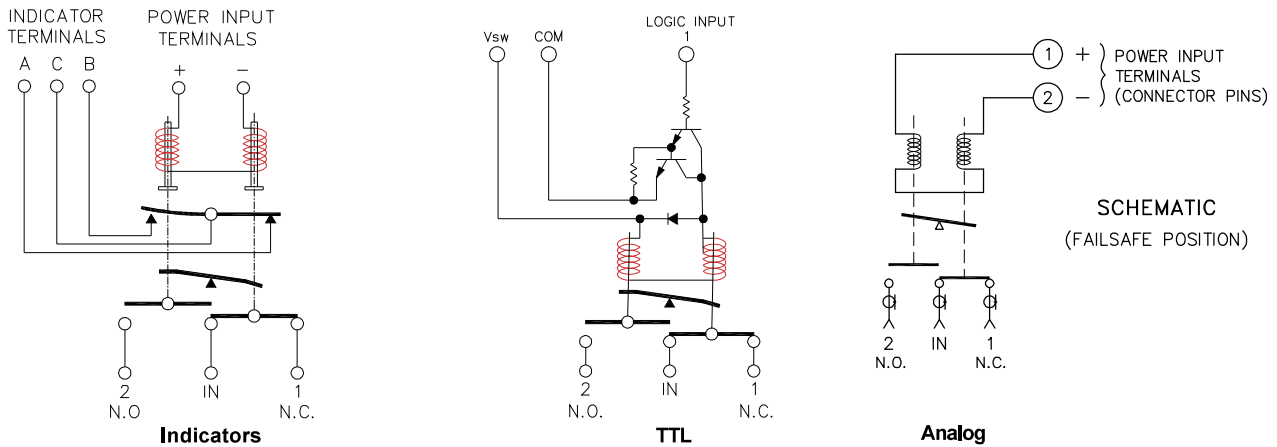 INDICATOR
TERMINALS
POWER INPUT
TERMINALS
A C B + −
2
N.O
IN
1
N.C.
Indicators
Vsw COM
LOGIC INPUT
1
2
N.O.
IN
1
N.C.
TTL
1 +
2 −
POWER INPUT
TERMINALS
(CONNECTOR PINS)
SCHEMATIC
(FAILSAFE POSITION)
2
N.O.
IN
1
N.C.
Analog